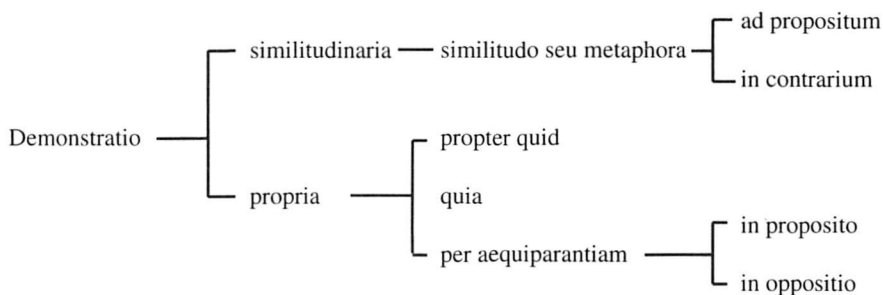 ad propositum
similitudinaria similitudo seu metaphora
in contrarium
Demonstratio
propter quid
propria quia
in proposito
per aequiparantiam
in oppositio